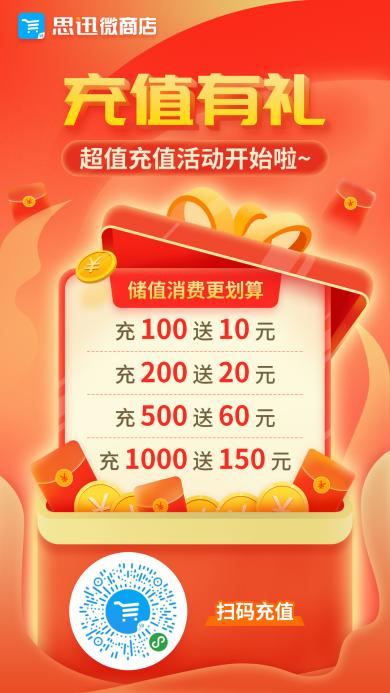 思迅微商店
充值有礼
超值充值活动开始啦~
储值消费更划算
充 100 送 10 元
充 200 送 20 元
充 500 送 60 元
充 1000 送 150 元
扫码充值